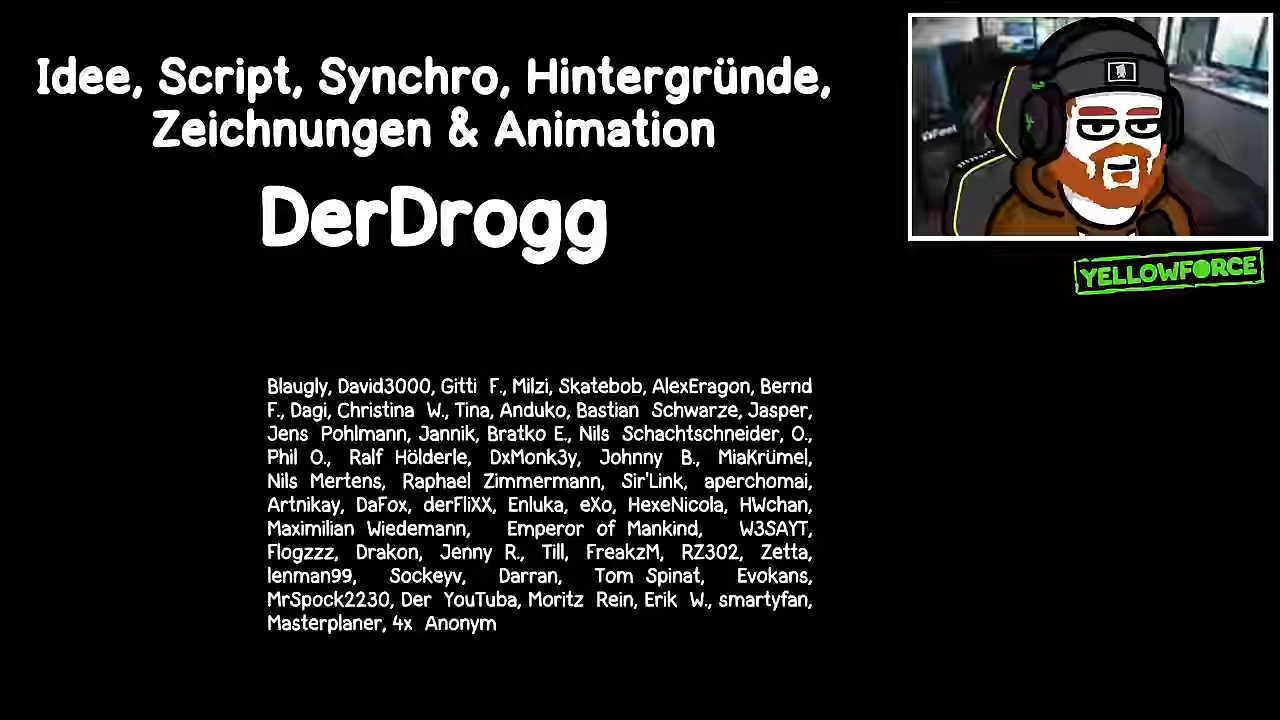 Idee, Script, Synchro, Hintergründe,
Zeichnungen & Animation
DerDrogg
YELLOWFORCE
Blaugly, David3000, Gitti F., Milzi, Skatebob, AlexEragon, Bernd
F., Dagi, Christina W., Tina, Anduko, Bastian Schwarze, Jasper,
Jens Pohlmann, Jannik, Bratko E., Nils Schachtschneider, O.,
Phil O., Ralf Hölderle, DxMonk3y, Johnny B., MiaKrümel,
Nils Mertens, Raphael Zimmermann, Sir'Link, aperchomai,
Artnikay, DaFox, derFliXX, Enluka, eXo, HexeNicola, HWchan,
Maximilian Wiedemann, Emperor of Mankind, W3SAYT,
Flogzzz, Drakon, Jenny R., Till, FreakzM, RZ302, Zetta,
lenman99, Sockeyv, Darran, Tom Spinat, Evokans,
MrSpock2230, Der YouTuba, Moritz Rein, Erik W., smartyfan,
Masterplaner, 4x Anonym